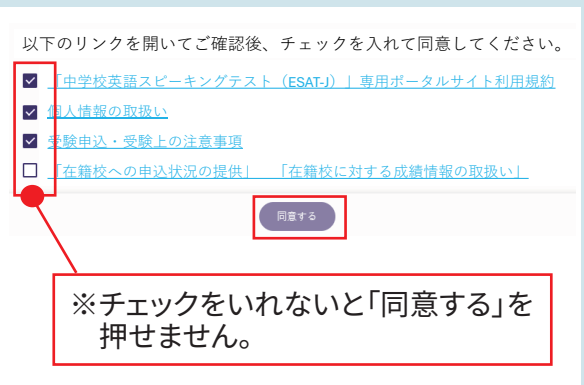 以下のリンクを開いてご確認後、チェックを入れて同意してください。
「中学校英語スピーキングテスト（ESAT-J）」専用ポータルサイト利用規約
個人情報の取扱い
受験申込・受験上の注意事項
「在籍校への申込状況の提供」　「在籍校に対する成績情報の取扱い」
同意する
※チェックをいれないと「同意する」を
押せません。